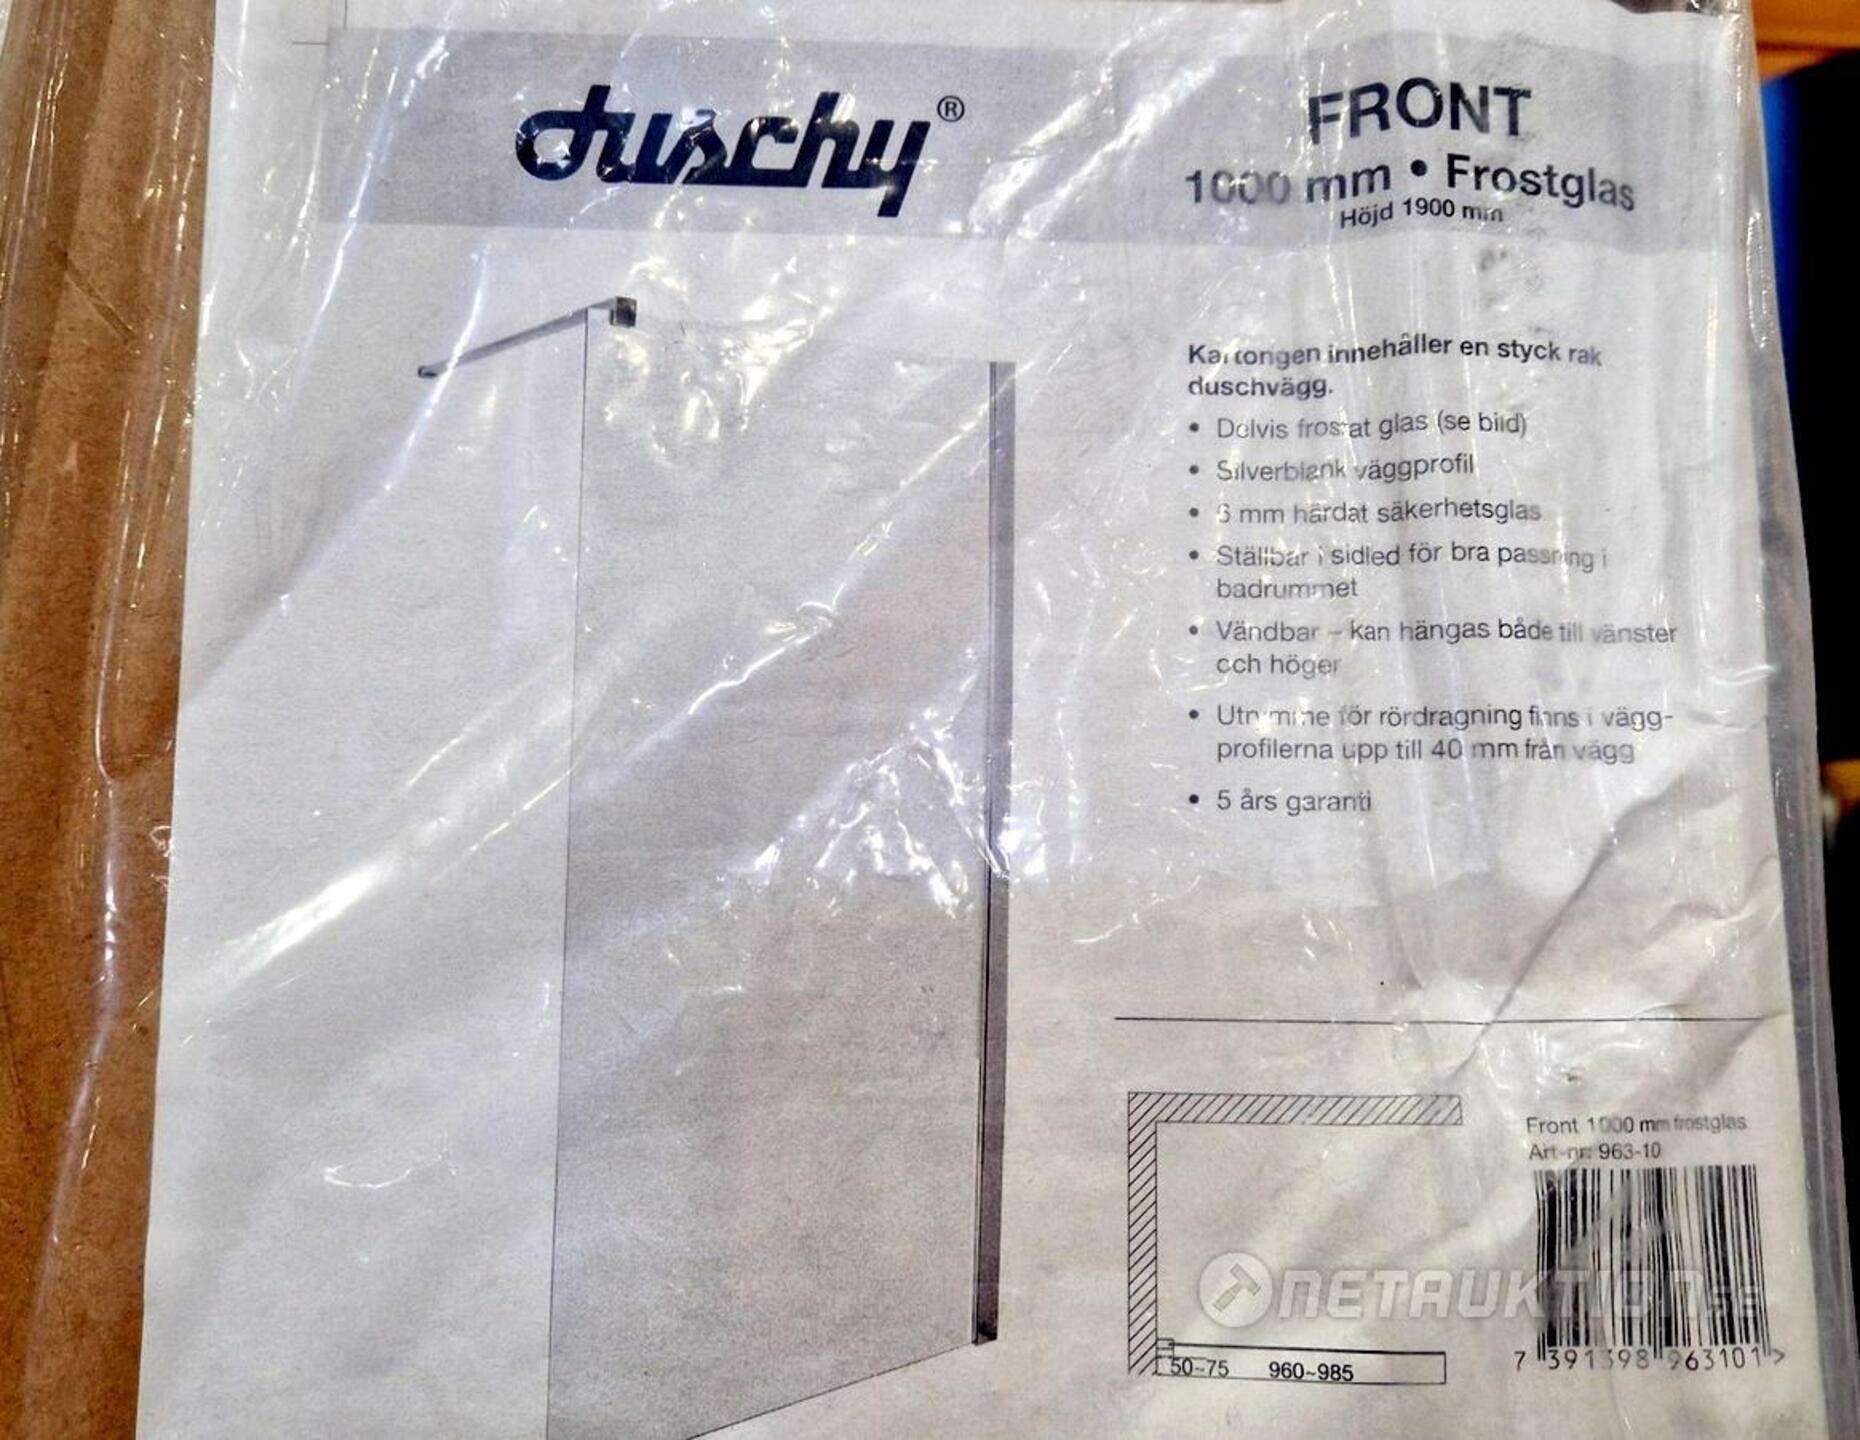 duschy®
FRONT
1000 mm • Frostglas
Höjd 1900 mm
Kartongen innehåller en styck rak
duschvägg.
• Delvis frostat glas (se bild)
• Silverblank väggprofil
• 6 mm härdat säkerhetsglas
• Ställbar i sidled för bra passning i
badrummet
• Vändbar – kan hängas både till vänster
och höger
• Utrymme för rördragning finns i vägg-
profilerna upp till 40 mm från vägg
• 5 års garanti
Front 1000 mm frostglas
Art-nr: 963-10
NETAUKTION.SE
50~75 960~985
7 391398 963101 >